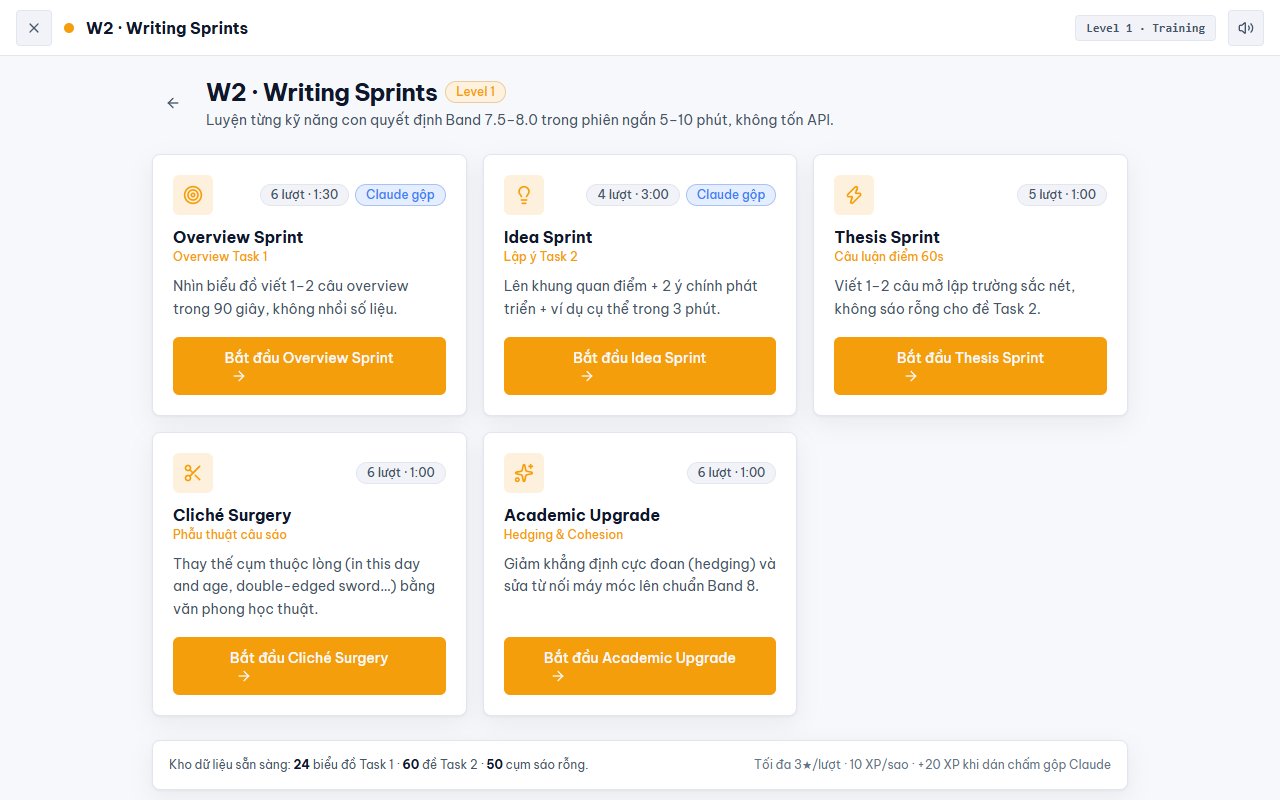 W2 · Writing Sprints
Level 1 · Training
W2 · Writing Sprints
Level 1
Luyện từng kỹ năng con quyết định Band 7.5–8.0 trong phiên ngắn 5–10 phút, không tốn API.
6 lượt · 1:30
Claude gộp
Overview Sprint
Overview Task 1
Nhìn biểu đồ viết 1–2 câu overview
trong 90 giây, không nhồi số liệu.
Bắt đầu Overview Sprint
→
4 lượt · 3:00
Claude gộp
Idea Sprint
Lập ý Task 2
Lên khung quan điểm + 2 ý chính phát
triển + ví dụ cụ thể trong 3 phút.
Bắt đầu Idea Sprint
→
5 lượt · 1:00
Thesis Sprint
Câu luận điểm 60s
Viết 1–2 câu mở lập trường sắc nét,
không sáo rỗng cho đề Task 2.
Bắt đầu Thesis Sprint
→
6 lượt · 1:00
Cliché Surgery
Phẫu thuật câu sáo
Thay thế cụm thuộc lòng (in this day
and age, double-edged sword…) bằng
văn phong học thuật.
Bắt đầu Cliché Surgery
→
6 lượt · 1:00
Academic Upgrade
Hedging & Cohesion
Giảm khẳng định cực đoan (hedging) và
sửa từ nối máy móc lên chuẩn Band 8.
Bắt đầu Academic Upgrade
→
Kho dữ liệu sẵn sàng: 24 biểu đồ Task 1 · 60 đề Task 2 · 50 cụm sáo rỗng.
Tối đa 3★/lượt · 10 XP/sao · +20 XP khi dán chấm gộp Claude